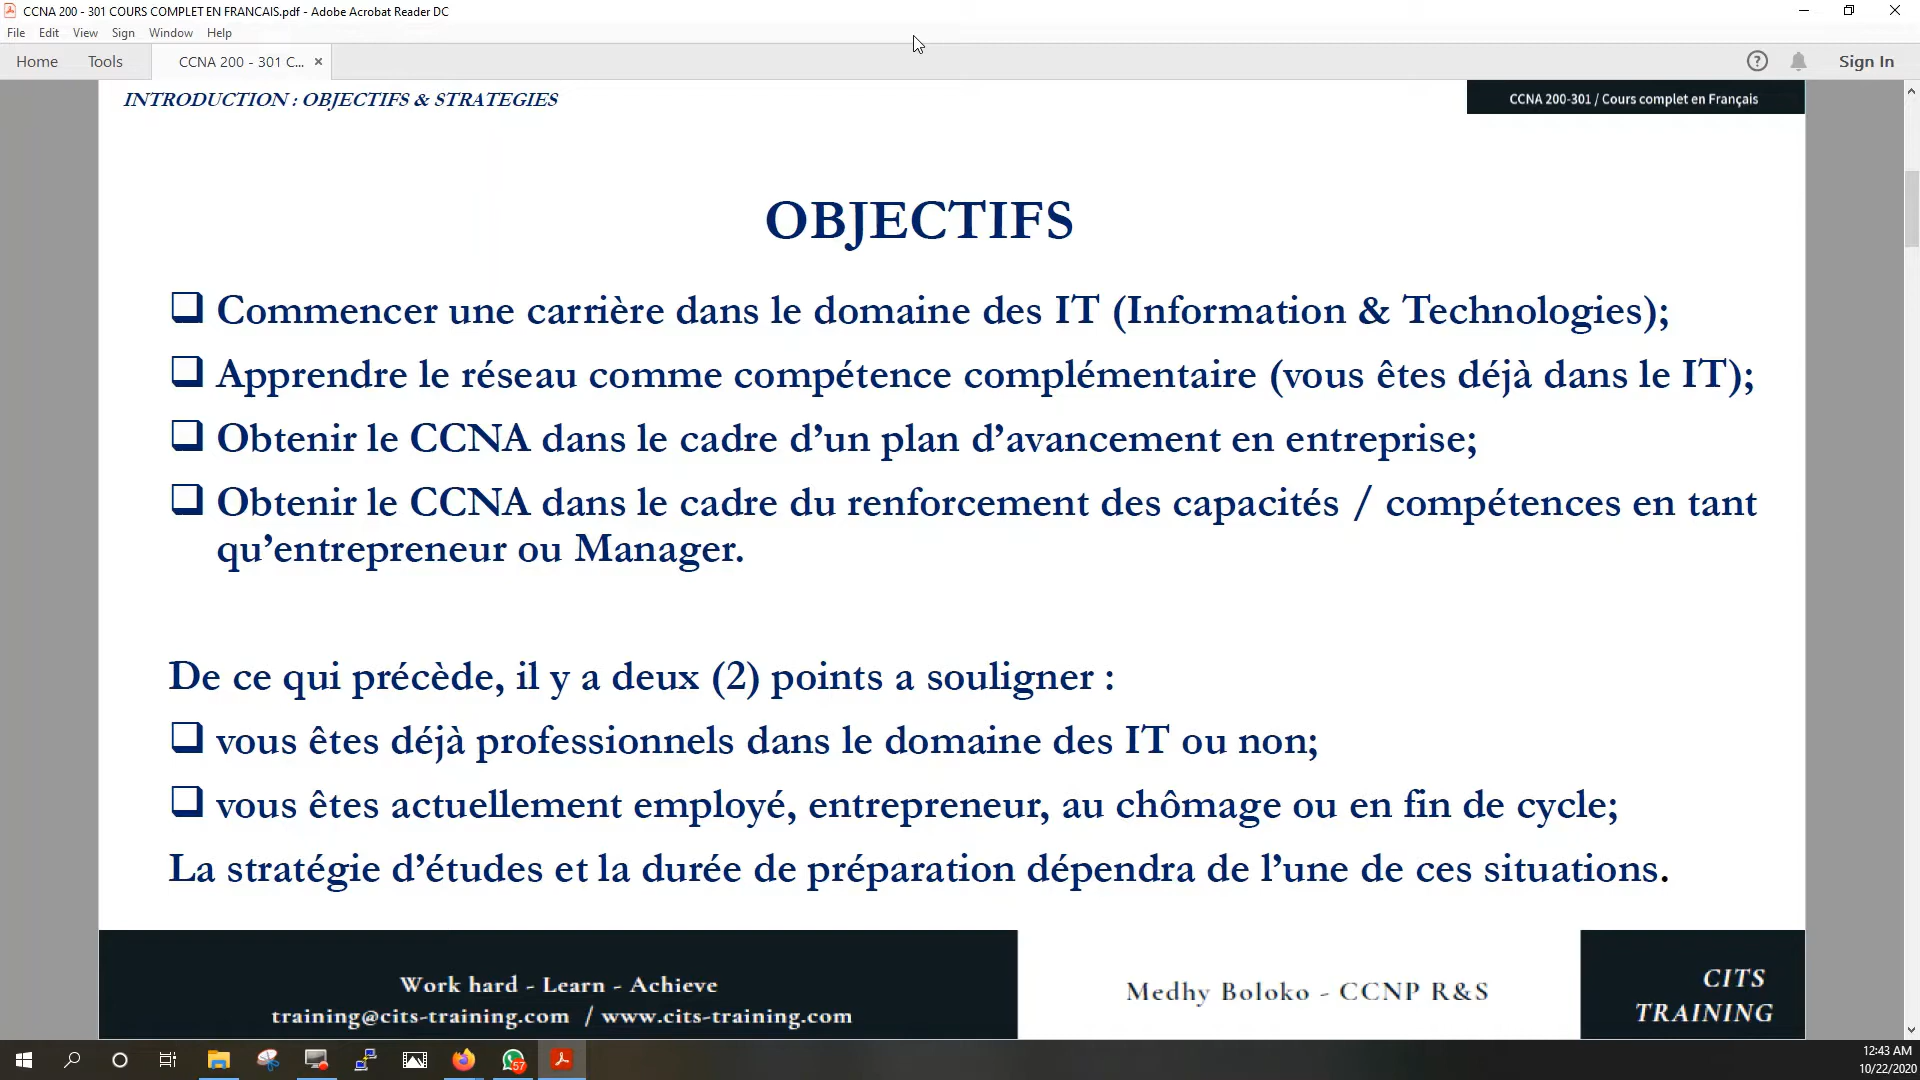 CCNA 200 - 301 COURS COMPLET EN FRANCAIS.pdf - Adobe Acrobat Reader DC
File Edit View Sign Window Help
Home Tools CCNA 200 - 301 C... Sign In
INTRODUCTION : OBJECTIFS & STRATEGIES
CCNA 200-301 / Cours complet en Français
OBJECTIFS
Commencer une carrière dans le domaine des IT (Information & Technologies);
Apprendre le réseau comme compétence complémentaire (vous êtes déjà dans le IT);
Obtenir le CCNA dans le cadre d’un plan d’avancement en entreprise;
Obtenir le CCNA dans le cadre du renforcement des capacités / compétences en tant
qu’entrepreneur ou Manager.
De ce qui précède, il y a deux (2) points a souligner :
vous êtes déjà professionnels dans le domaine des IT ou non;
vous êtes actuellement employé, entrepreneur, au chômage ou en fin de cycle;
La stratégie d’études et la durée de préparation dépendra de l’une de ces situations.
Work hard - Learn - Achieve
training@cits-training.com / www.cits-training.com
Medhy Boloko - CCNP R&S
CITS
TRAINING
57
12:43 AM
10/22/2020